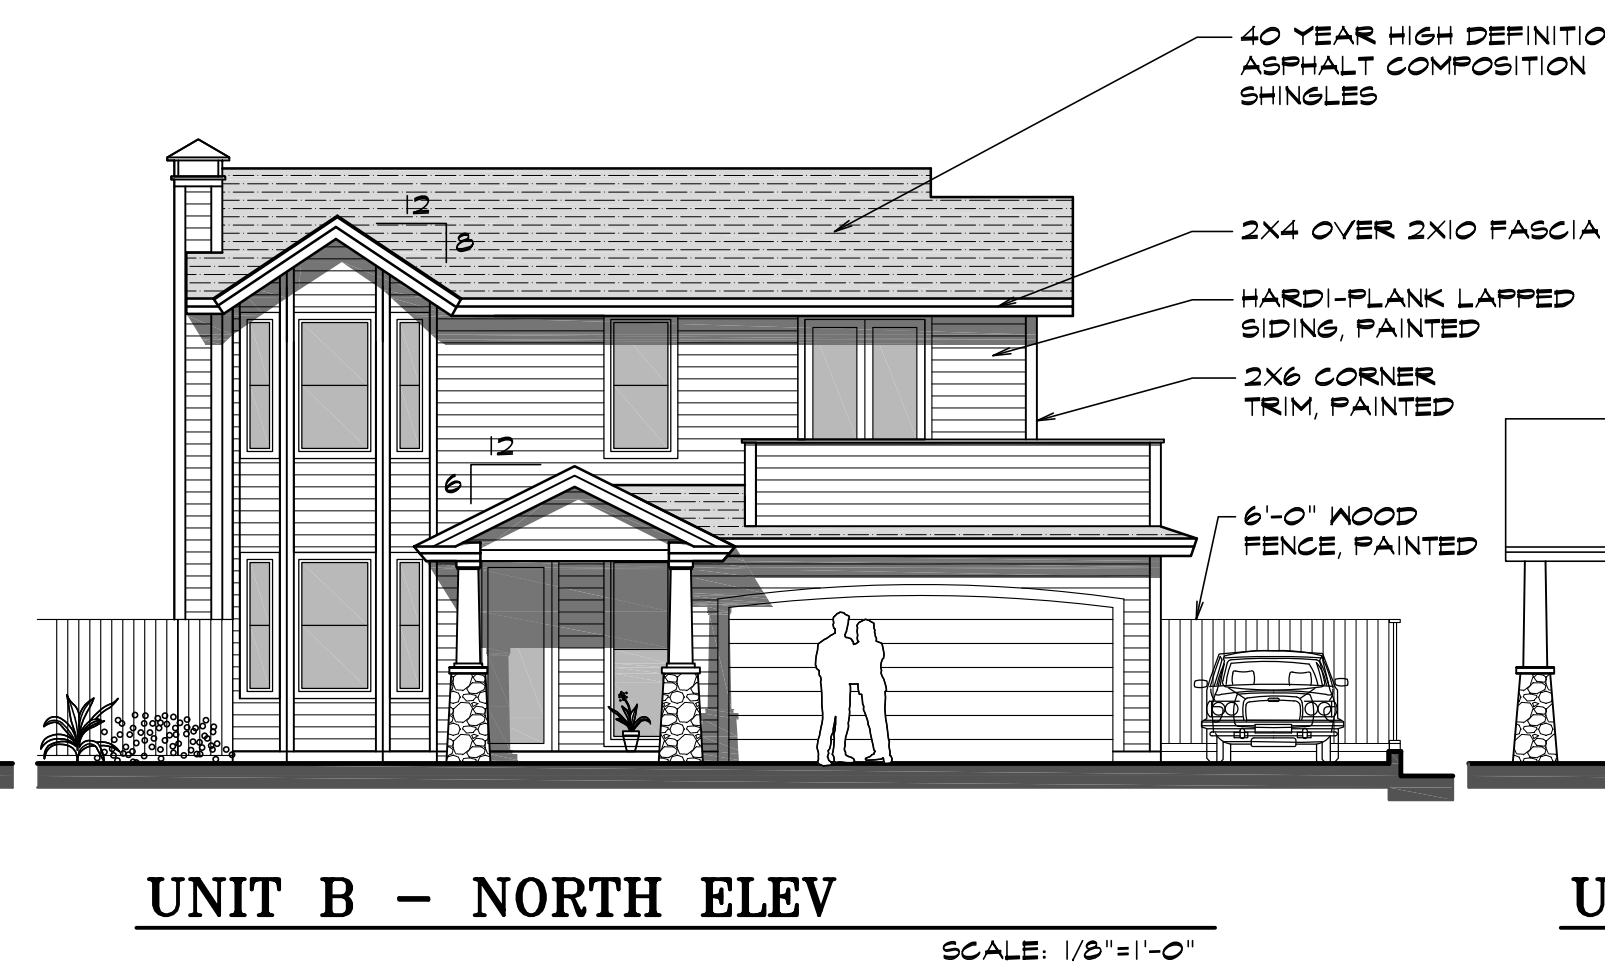 40 YEAR HIGH DEFINITIO
ASPHALT COMPOSITION
SHINGLES
12
8
2X4 OVER 2X10 FASCIA
HARDI-PLANK LAPPED
SIDING, PAINTED
2X6 CORNER
TRIM, PAINTED
12
6
6'-0" WOOD
FENCE, PAINTED
UNIT B - NORTH ELEV
U
SCALE: 1/8"=1'-0"